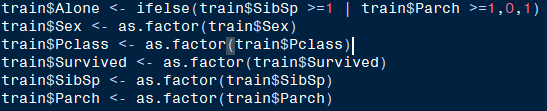 train$Alone <- ifelse(train$SibSp >=1 | train$Parch >=1,0,1)
train$Sex <- as.factor(train$Sex)
train$Pclass <- as.factor(train$Pclass)
train$Survived <- as.factor(train$Survived)
train$SibSp <- as.factor(train$SibSp)
train$Parch <- as.factor(train$Parch)